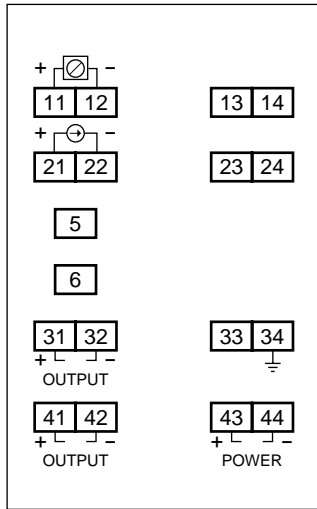 + −
11 12 13 14
+ −
21 22 23 24
5
6
31 32 33 34
+ −
OUTPUT
41 42 43 44
+ − + −
OUTPUT POWER